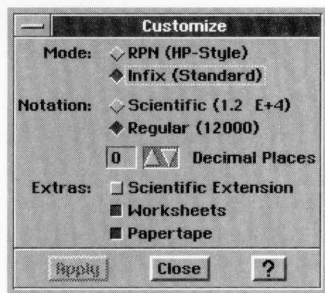 Customize
Mode: RPN (HP-Style)
Infix (Standard)
Notation: Scientific (1.2 E+4)
Regular (12000)
0 Decimal Places
Extras: Scientific Extension
Worksheets
Papertape
Apply Close ?